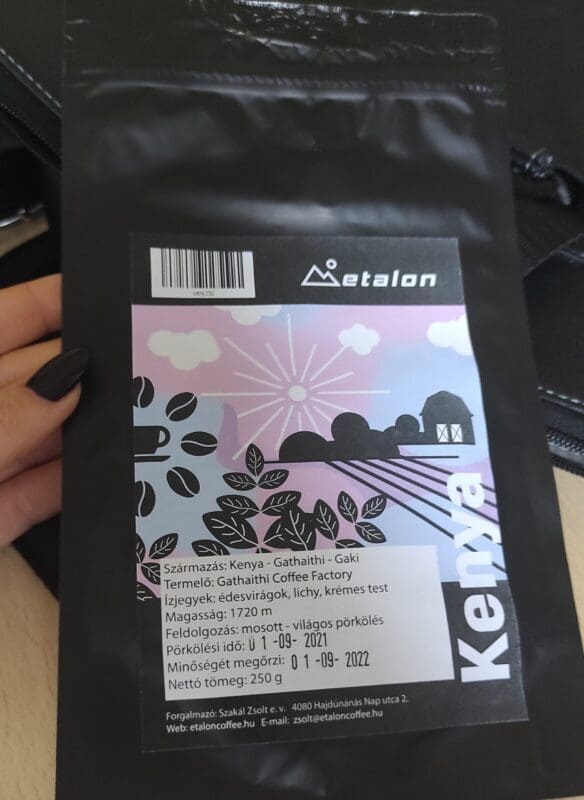 etalon
Származás: Kenya - Gathaithi - Gaki
Termelő: Gathaithi Coffee Factory
Ízjegyek: édesvirágok, lichy, krémes test
Magasság: 1720 m
Feldolgozás: mosott - világos pörkölés
Pörkölési idő: 0 1 -09- 2021
Minőségét megőrzi: 0 1 -09- 2022
Nettó tömeg: 250 g
Kenya
Forgalmazó: Szakál Zsolt e. v. 4080 Hajdúnánás Nap utca 2.
Web: etaloncoffee.hu E-mail: zsolt@etaloncoffee.hu